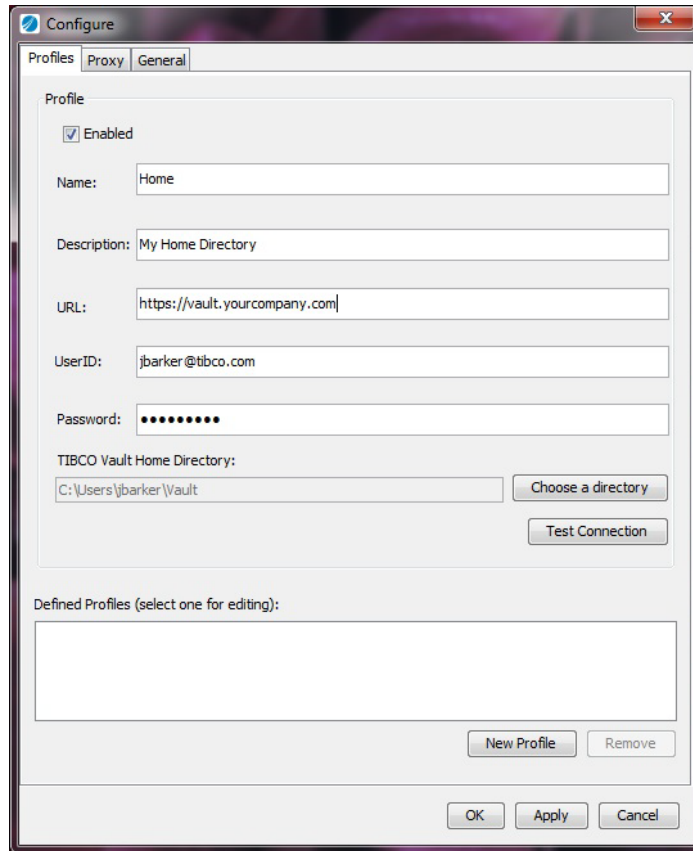 Configure
Profiles Proxy General
Profile
Enabled
Name: Home
Description: My Home Directory
URL: https://vault.yourcompany.com
UserID: jbarker@tibco.com
Password: •••••••••
TIBCO Vault Home Directory:
C:\Users\jbarker\Vault Choose a directory
Test Connection
Defined Profiles (select one for editing):
New Profile Remove
OK Apply Cancel